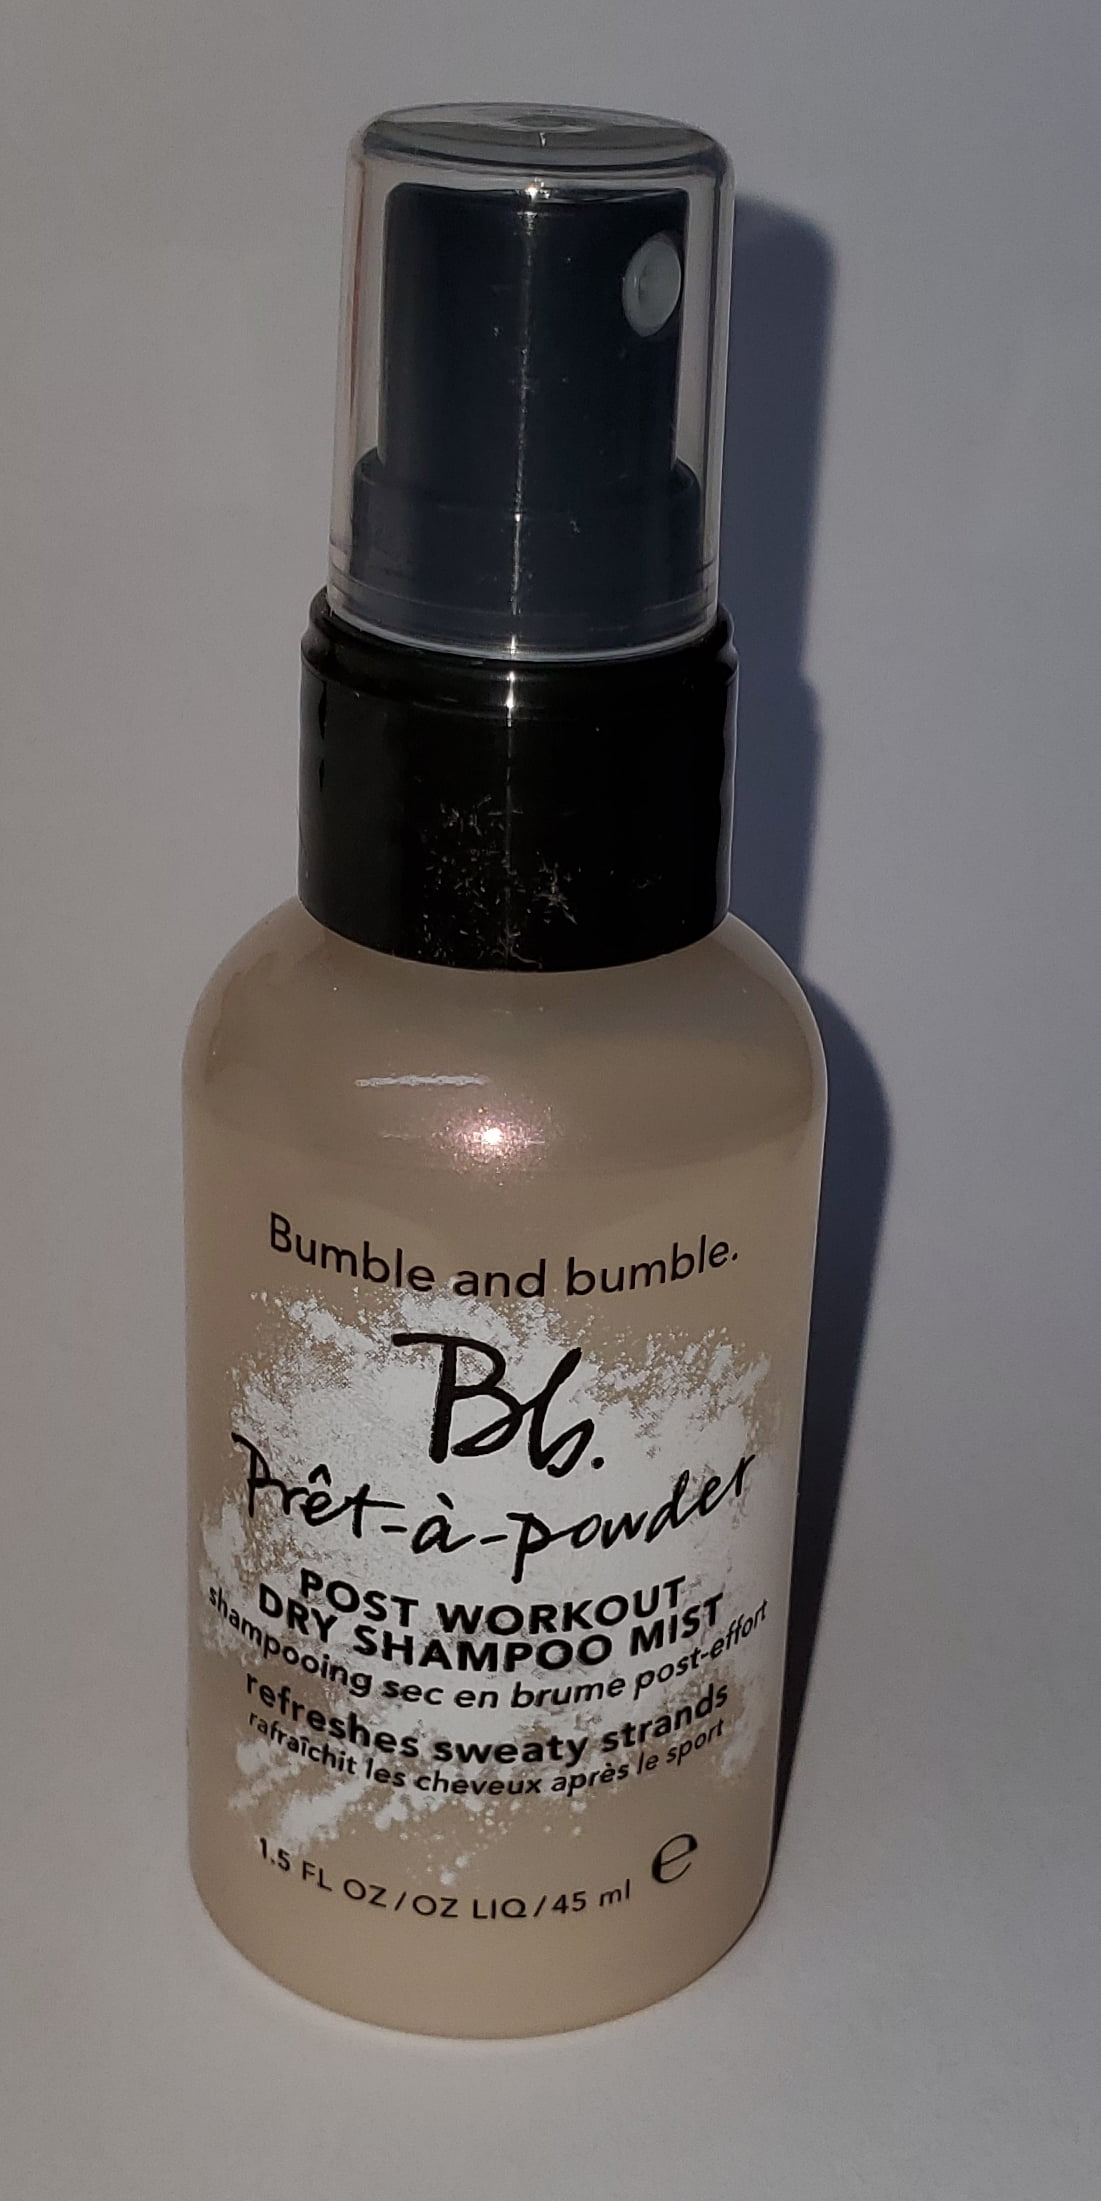 Bumble and bumble.
Bb.
Prêt-à-powder
POST WORKOUT
DRY SHAMPOO MIST
shampooing sec en brume post-effort
refreshes sweaty strands
rafraîchit les cheveux après le sport
1.5 FL OZ/OZ LIQ/45 ml ℮